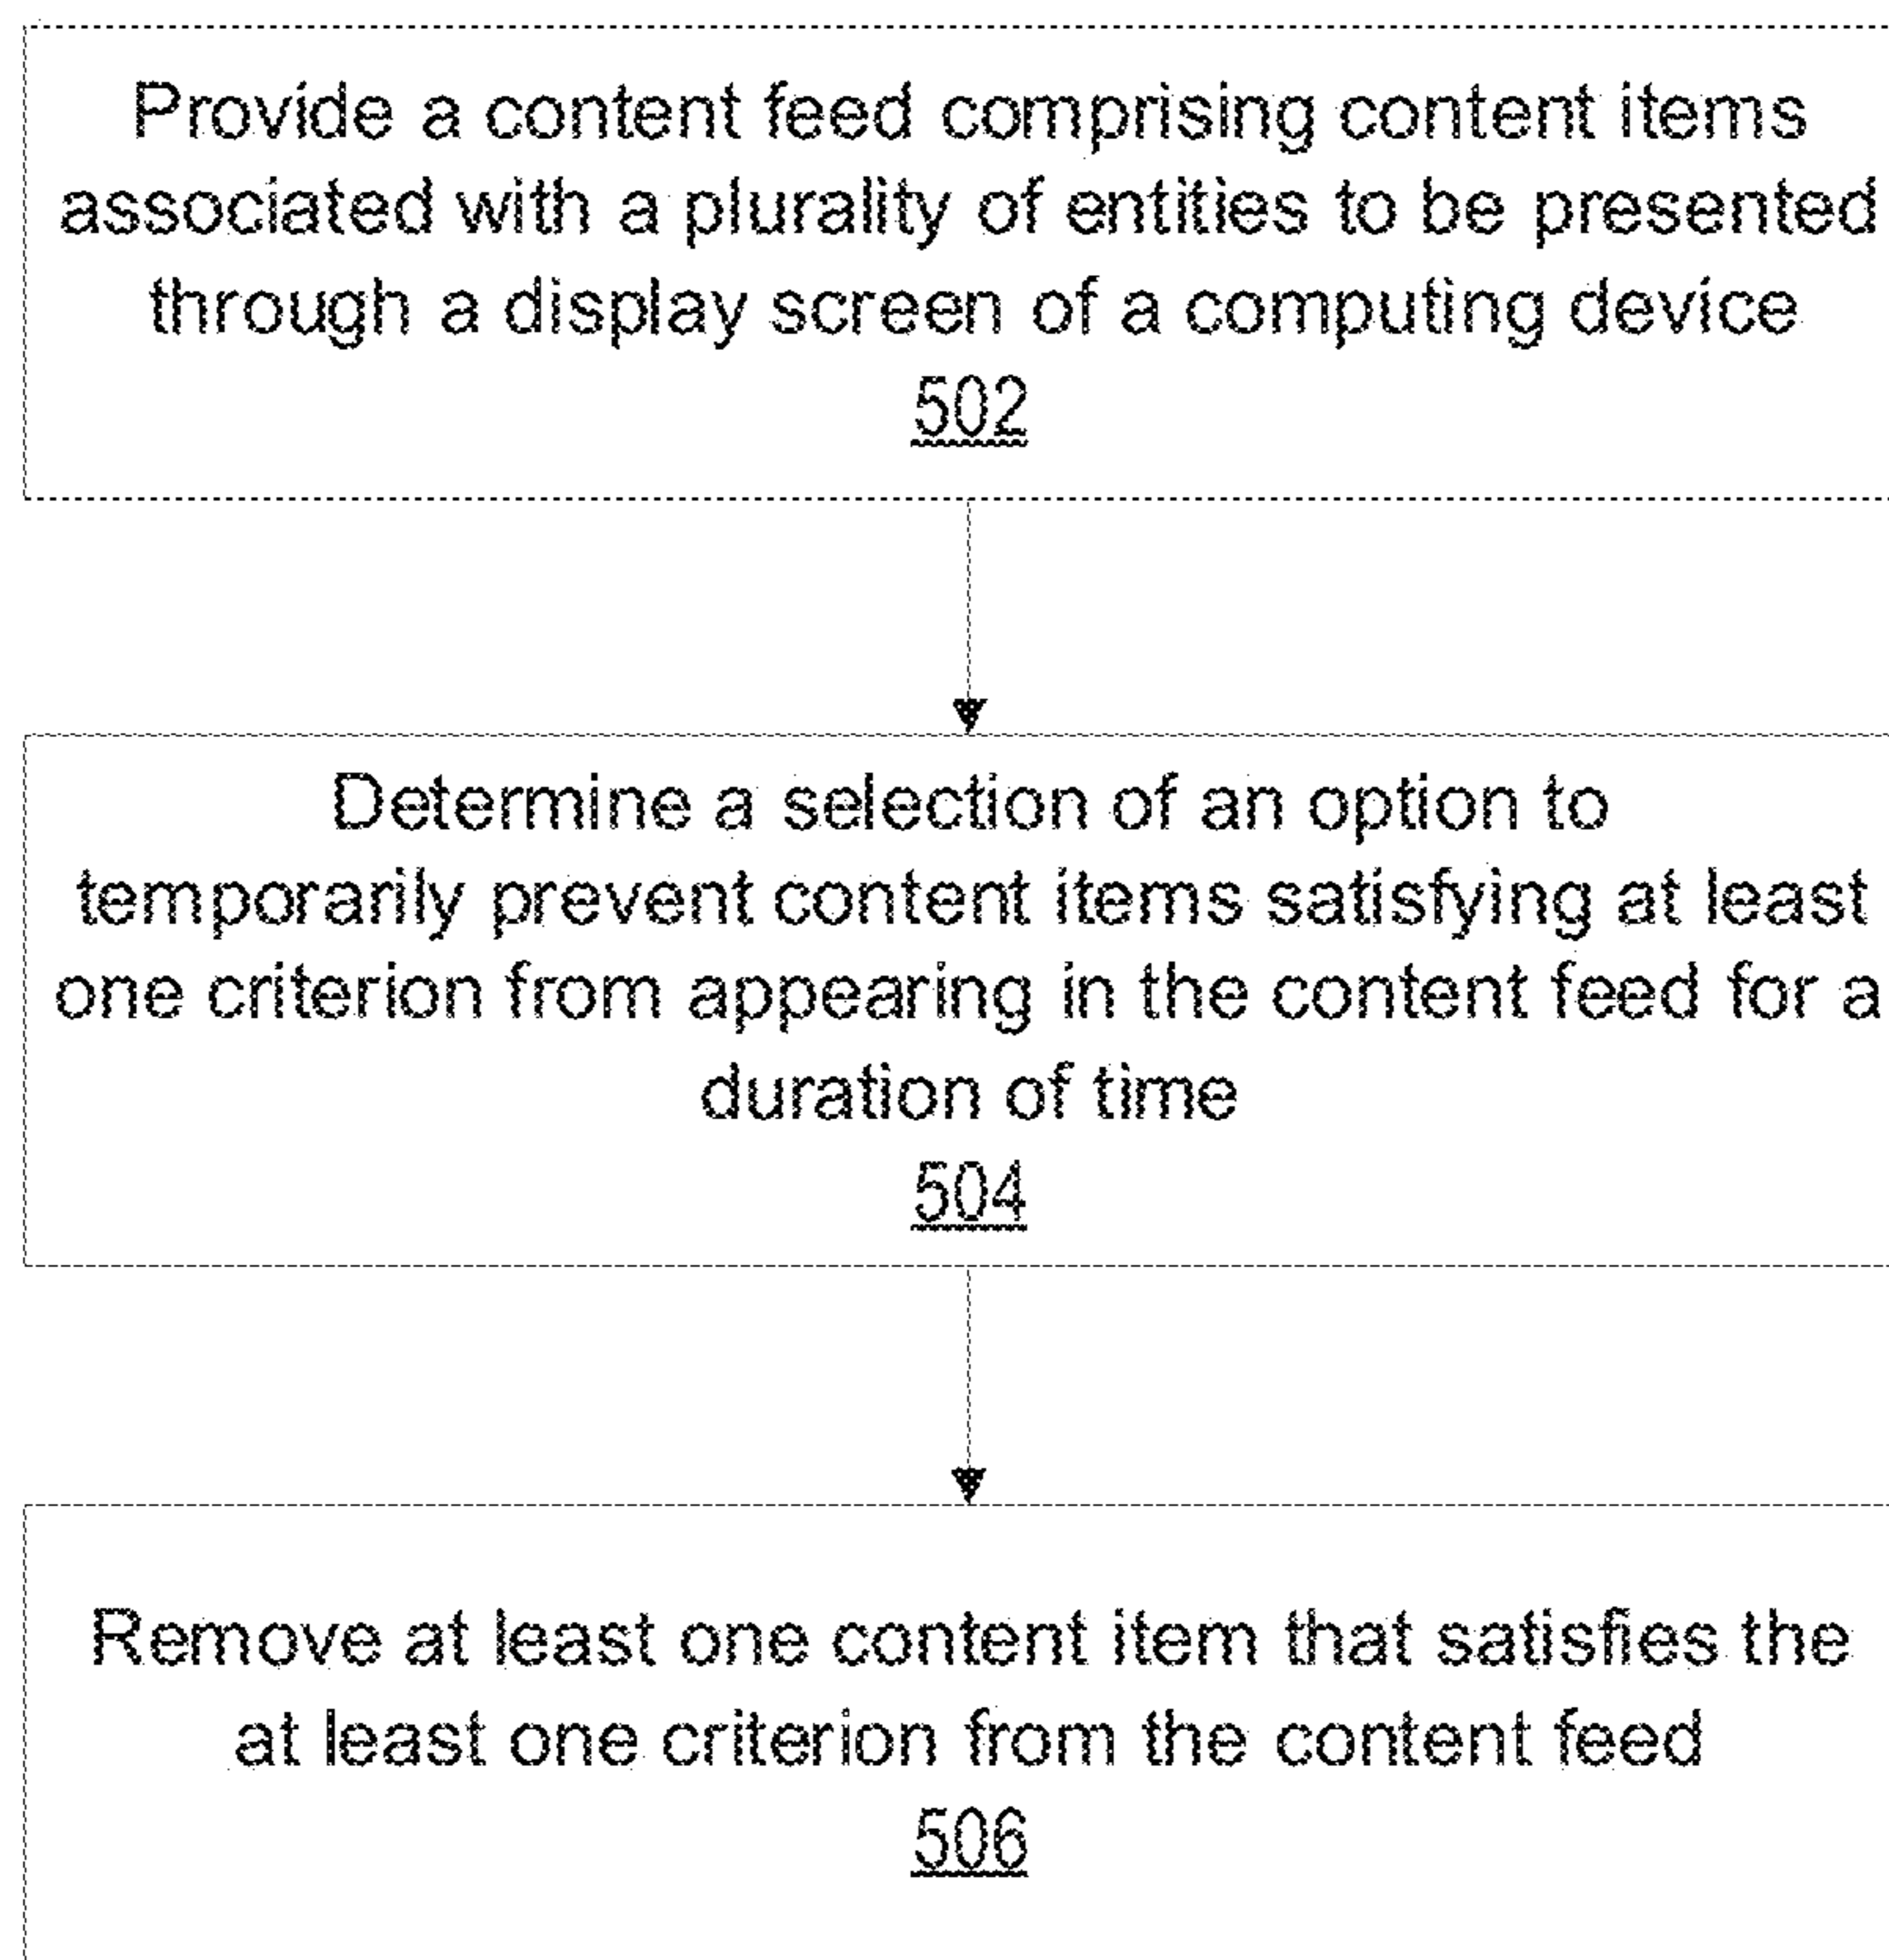 Provide a content feed comprising content items
associated with a plurality of entities to be presented
through a display screen of a computing device
502
Determine a selection of an option to
temporarily prevent content items satisfying at least
one criterion from appearing in the content feed for a
duration of time
504
Remove at least one content item that satisfies the
at least one criterion from the content feed
506